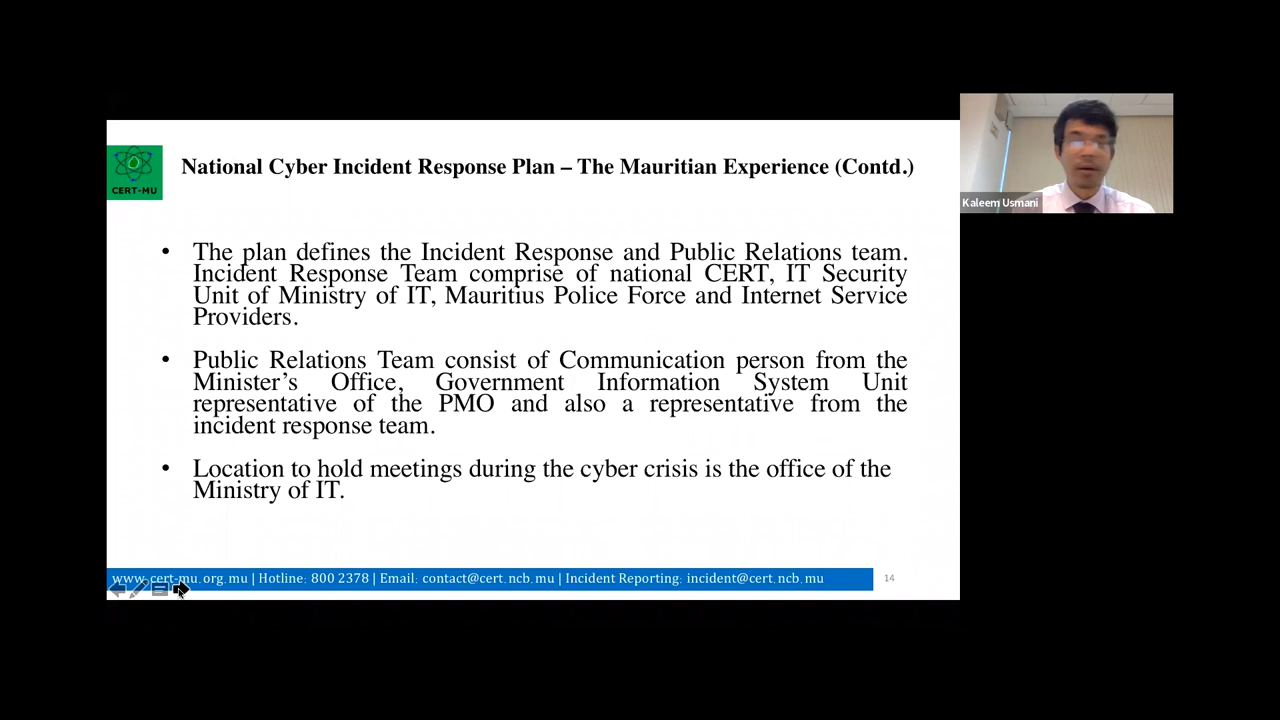 National Cyber Incident Response Plan – The Mauritian Experience (Contd.)
CERT-MU
Kaleem Usmani
• The plan defines the Incident Response and Public Relations team.
Incident Response Team comprise of national CERT, IT Security
Unit of Ministry of IT, Mauritius Police Force and Internet Service
Providers.
• Public Relations Team consist of Communication person from the
Minister’s Office, Government Information System Unit
representative of the PMO and also a representative from the
incident response team.
• Location to hold meetings during the cyber crisis is the office of the
Ministry of IT.
www.cert-mu.org.mu | Hotline: 800 2378 | Email: contact@cert.ncb.mu | Incident Reporting: incident@cert.ncb.mu
14